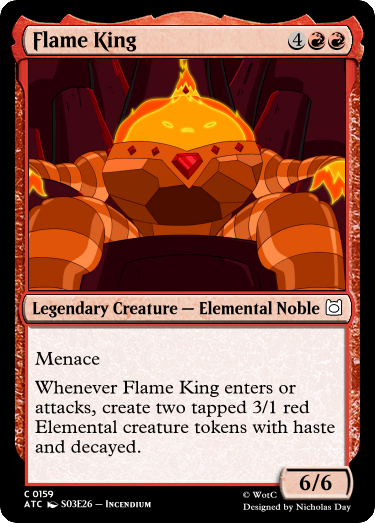 Flame King 4
Legendary Creature — Elemental Noble
Menace
Whenever Flame King enters or
attacks, create two tapped 3/1 red
Elemental creature tokens with haste
and decayed.
6/6
C 0159
ATC S03E26 – Incendium
© WotC
Designed by Nicholas Day